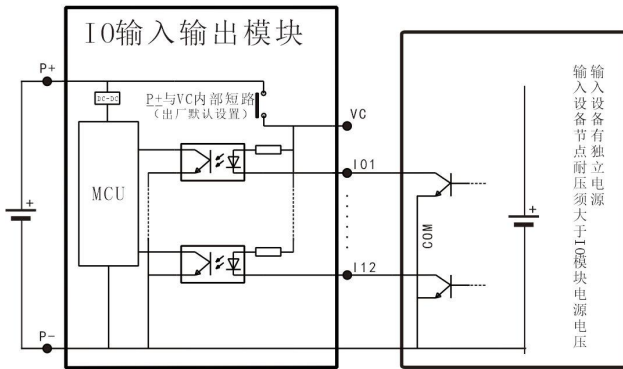 IO输入输出模块
P+
DC-DC
P+与VC内部短路
（出厂默认设置）
VC
IO1
MCU
I12
P-
+
COM
+
输入设备有独立电源
输入设备节点耐压须大于IO模块电源电压